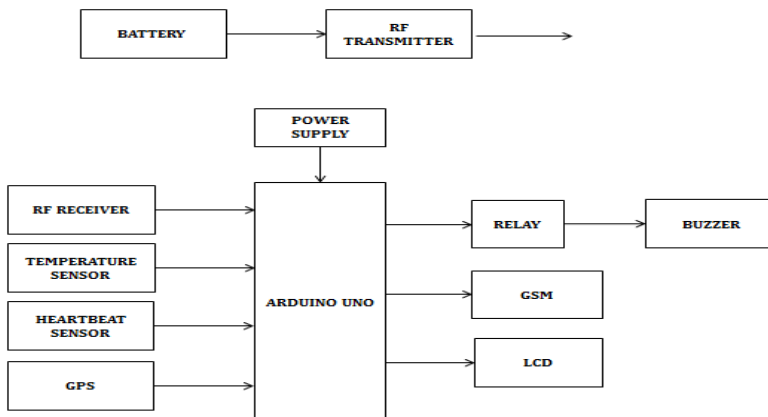 BATTERY
RF
TRANSMITTER
POWER
SUPPLY
RF RECEIVER
TEMPERATURE
SENSOR
HEARTBEAT
SENSOR
GPS
ARDUINO UNO
RELAY
BUZZER
GSM
LCD